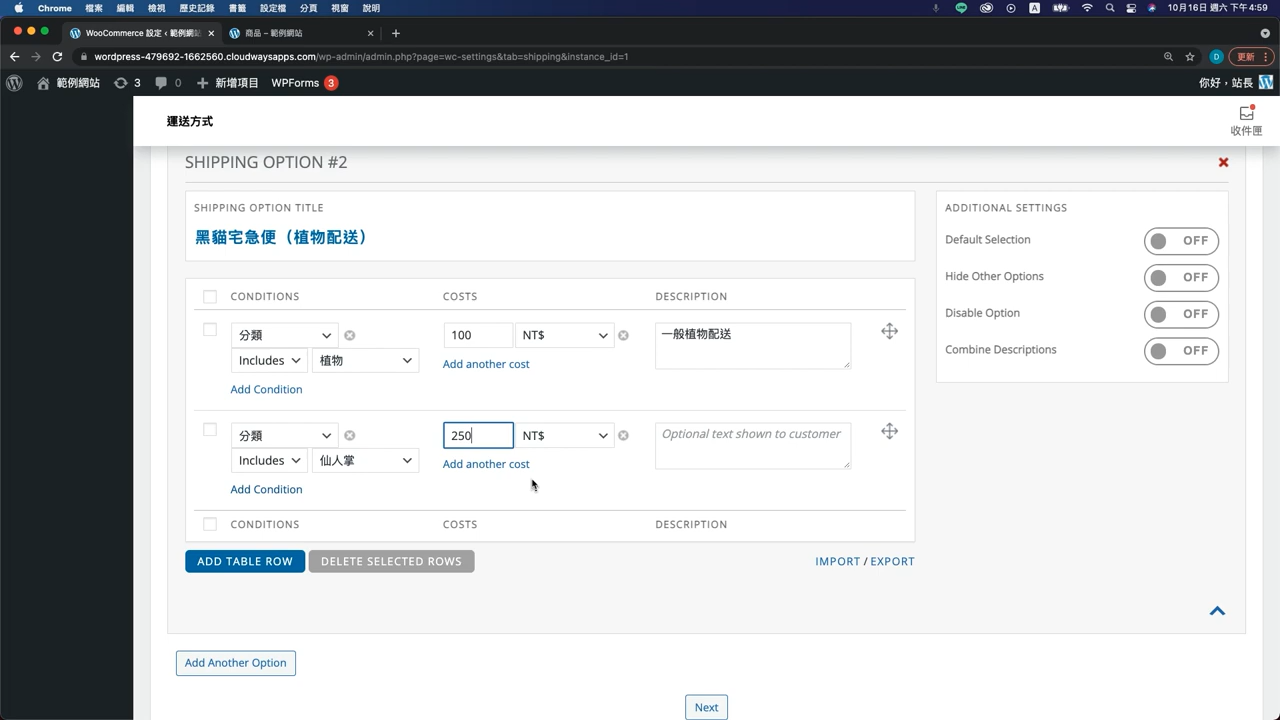 Chrome 檔案 編輯 檢視 歷史記錄 書籤 設定檔 分頁 視窗 說明 10月16日 週六 下午4:59
WooCommerce 設定 ‹ 範例網站 商品 – 範例網站
wordpress-479692-1662560.cloudwaysapps.com/wp-admin/admin.php?page=wc-settings&tab=shipping&instance_id=1 D 更新
範例網站 3 0 新增項目 WPForms 3 你好，站長
運送方式
收件匣
SHIPPING OPTION #2
SHIPPING OPTION TITLE
黑貓宅急便（植物配送）
ADDITIONAL SETTINGS
Default Selection OFF
Hide Other Options OFF
Disable Option OFF
Combine Descriptions OFF
CONDITIONS COSTS DESCRIPTION
分類 100 NT$ 一般植物配送
Includes 植物 Add another cost
Add Condition
分類 250 NT$ Optional text shown to customer
Includes 仙人掌 Add another cost
Add Condition
CONDITIONS COSTS DESCRIPTION
ADD TABLE ROW DELETE SELECTED ROWS IMPORT / EXPORT
Add Another Option
Next